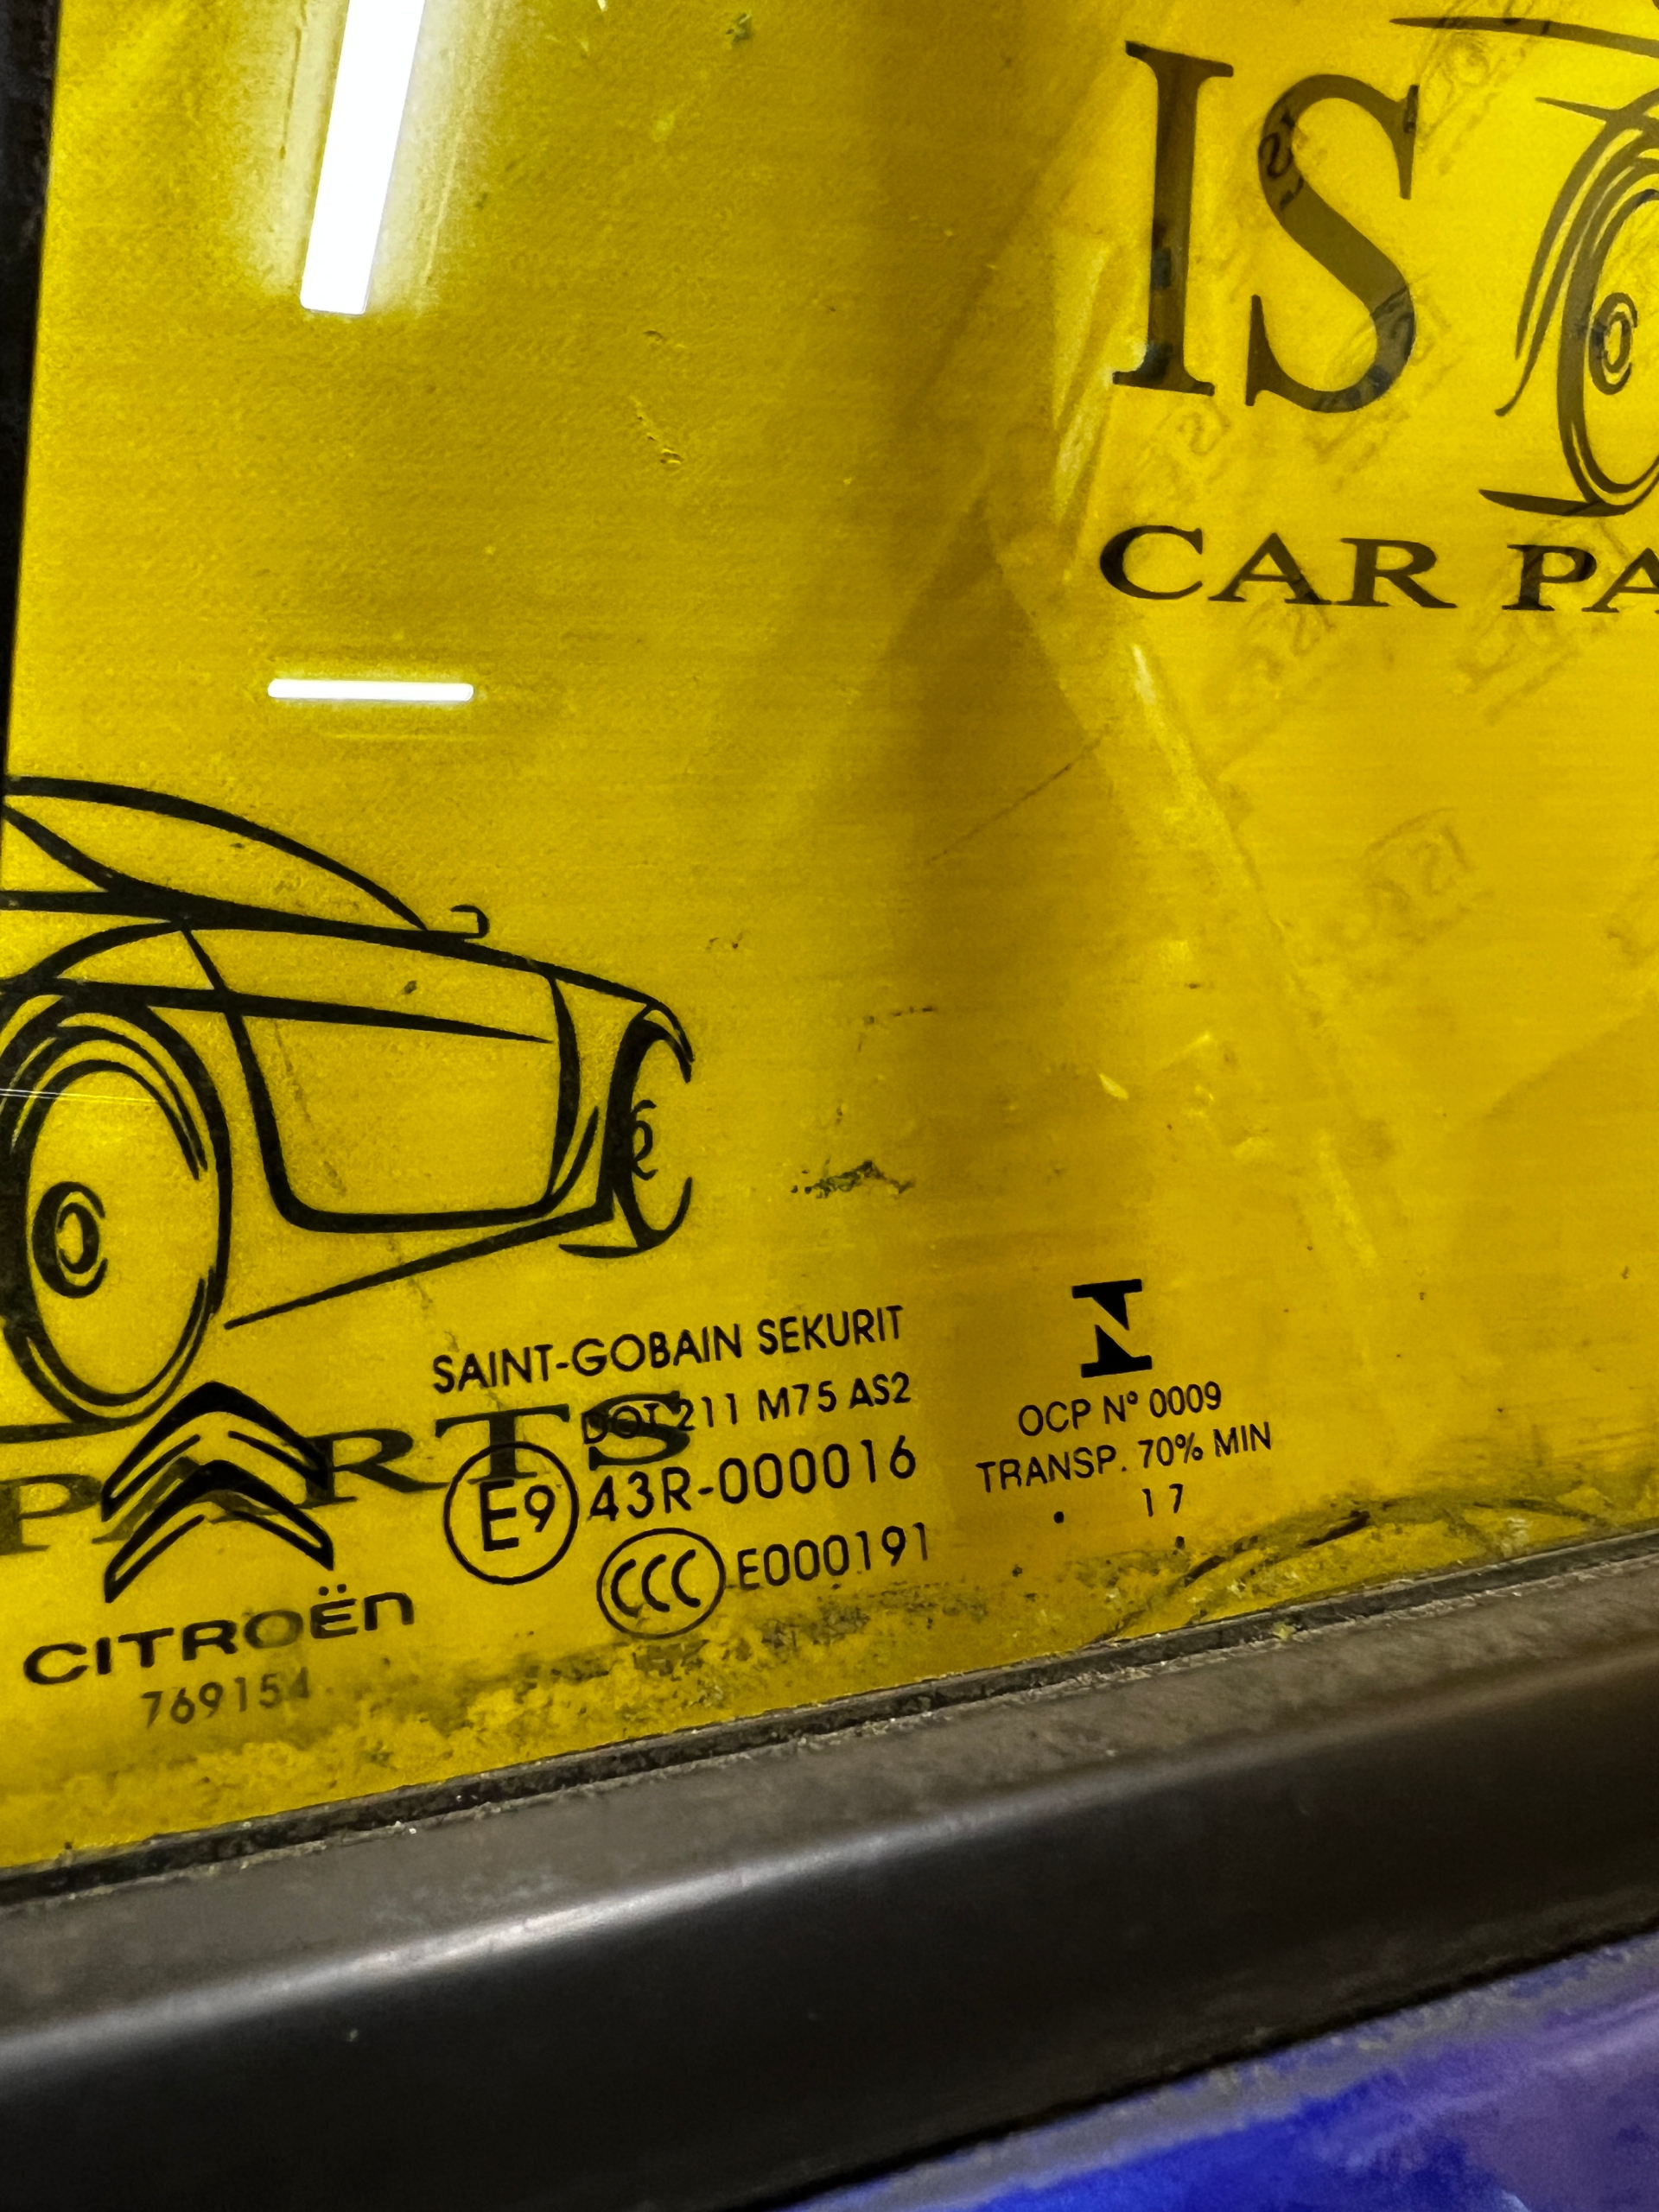 IS
CAR PA
SAINT-GOBAIN SEKURIT
DOT 211 M75 AS2
E9 43R-000016
CCC E000191
N
OCP N° 0009
TRANSP. 70% MIN
. 17
.
PARTS
CITROËN
769154